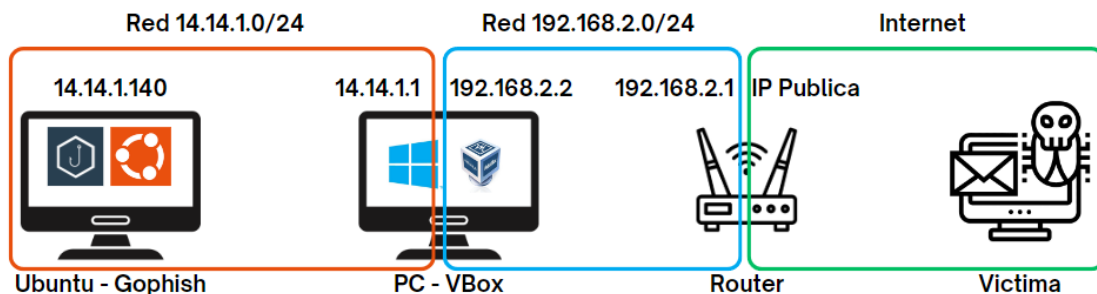 Red 14.14.1.0/24
Red 192.168.2.0/24
Internet
14.14.1.140
14.14.1.1
192.168.2.2
192.168.2.1
IP Publica
Ubuntu - Gophish
PC - VBox
Router
Victima